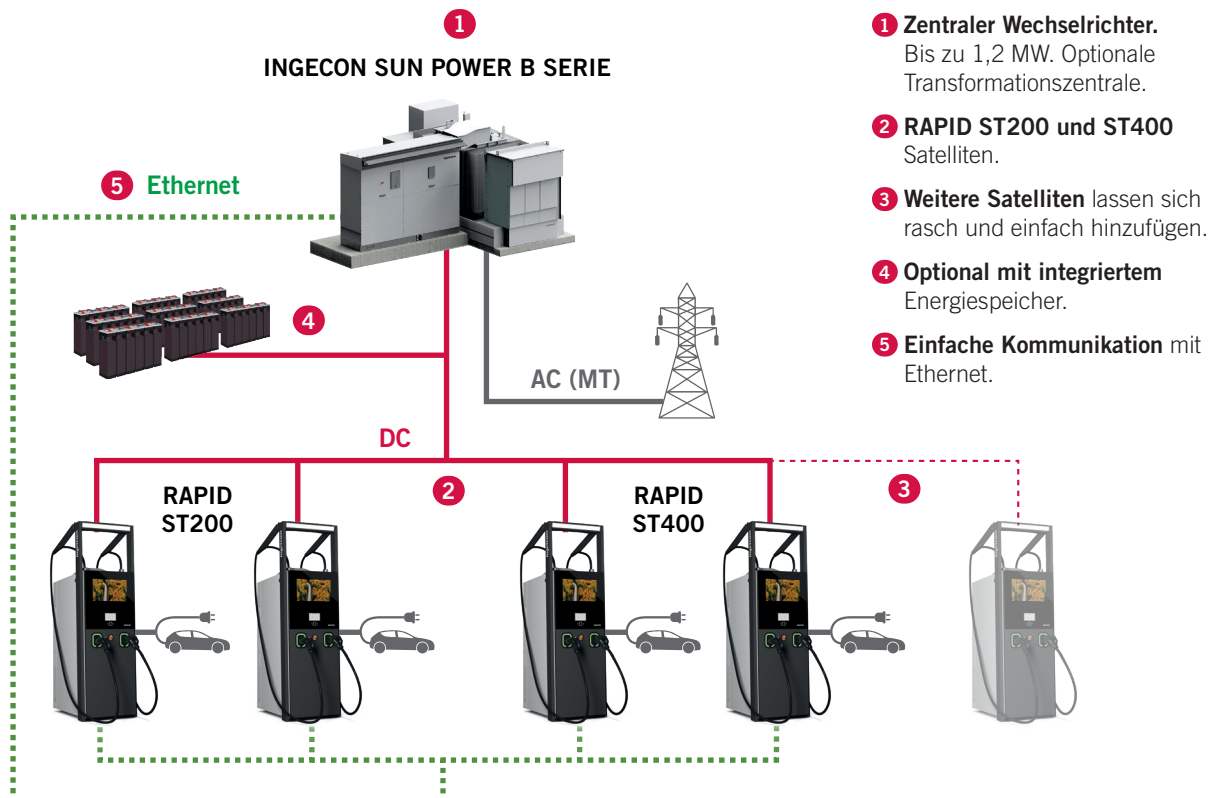 1
INGECON SUN POWER B SERIE
5 Ethernet
4
AC (MT)
DC
2
3
RAPID
ST200
RAPID
ST400
1 Zentraler Wechselrichter.
Bis zu 1,2 MW. Optionale
Transformationszentrale.
2 RAPID ST200 und ST400
Satelliten.
3 Weitere Satelliten lassen sich
rasch und einfach hinzufügen.
4 Optional mit integriertem
Energiespeicher.
5 Einfache Kommunikation mit
Ethernet.